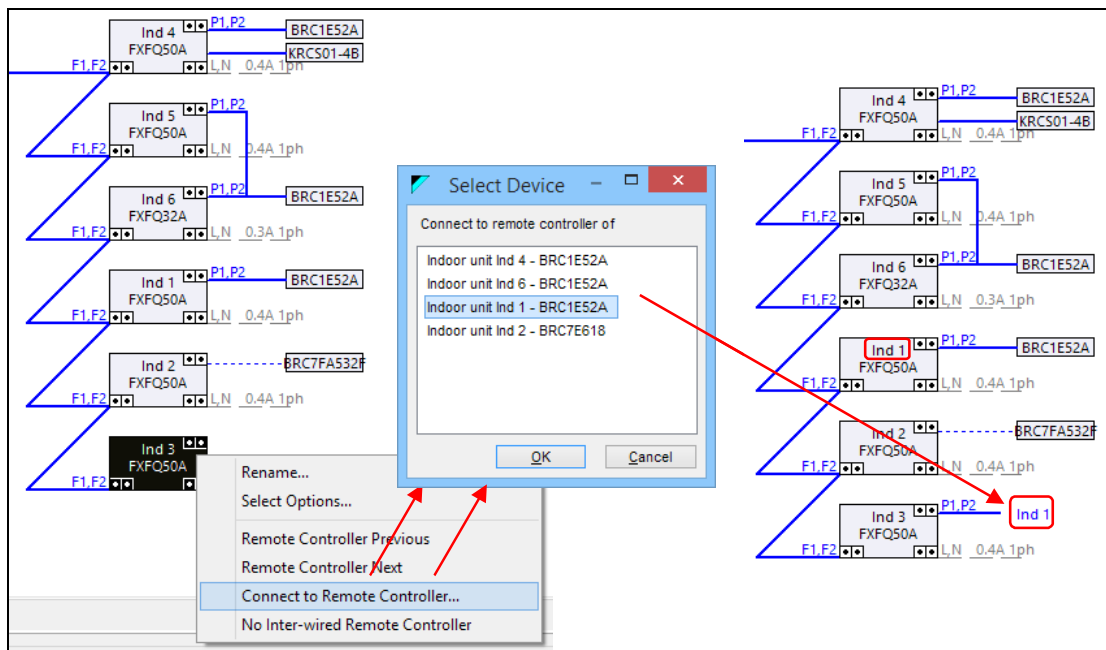 Ind 4
FXFQ50A
P1,P2
BRC1E52A
KRCS01-4B
F1,F2
L,N 0.4A 1ph
Ind 5
FXFQ50A
P1,P2
F1,F2
L,N 0.4A 1ph
Ind 6
FXFQ32A
P1,P2
BRC1E52A
F1,F2
L,N 0.3A 1ph
Ind 1
FXFQ50A
P1,P2
BRC1E52A
F1,F2
L,N 0.4A 1ph
Ind 2
FXFQ50A
BRC7FA532F
F1,F2
L,N 0.4A 1ph
Ind 3
FXFQ50A
F1,F2
Rename...
Select Options...
Remote Controller Previous
Remote Controller Next
Connect to Remote Controller...
No Inter-wired Remote Controller
Select Device
Connect to remote controller of
Indoor unit Ind 4 - BRC1E52A
Indoor unit Ind 6 - BRC1E52A
Indoor unit Ind 1 - BRC1E52A
Indoor unit Ind 2 - BRC7E618
OK
Cancel
Ind 4
FXFQ50A
P1,P2
BRC1E52A
KRCS01-4B
F1,F2
L,N 0.4A 1ph
Ind 5
FXFQ50A
P1,P2
F1,F2
L,N 0.4A 1ph
Ind 6
FXFQ32A
P1,P2
BRC1E52A
F1,F2
L,N 0.3A 1ph
Ind 1
FXFQ50A
P1,P2
BRC1E52A
F1,F2
L,N 0.4A 1ph
Ind 2
FXFQ50A
BRC7FA532F
F1,F2
L,N 0.4A 1ph
Ind 3
FXFQ50A
P1,P2
Ind 1
F1,F2
L,N 0.4A 1ph